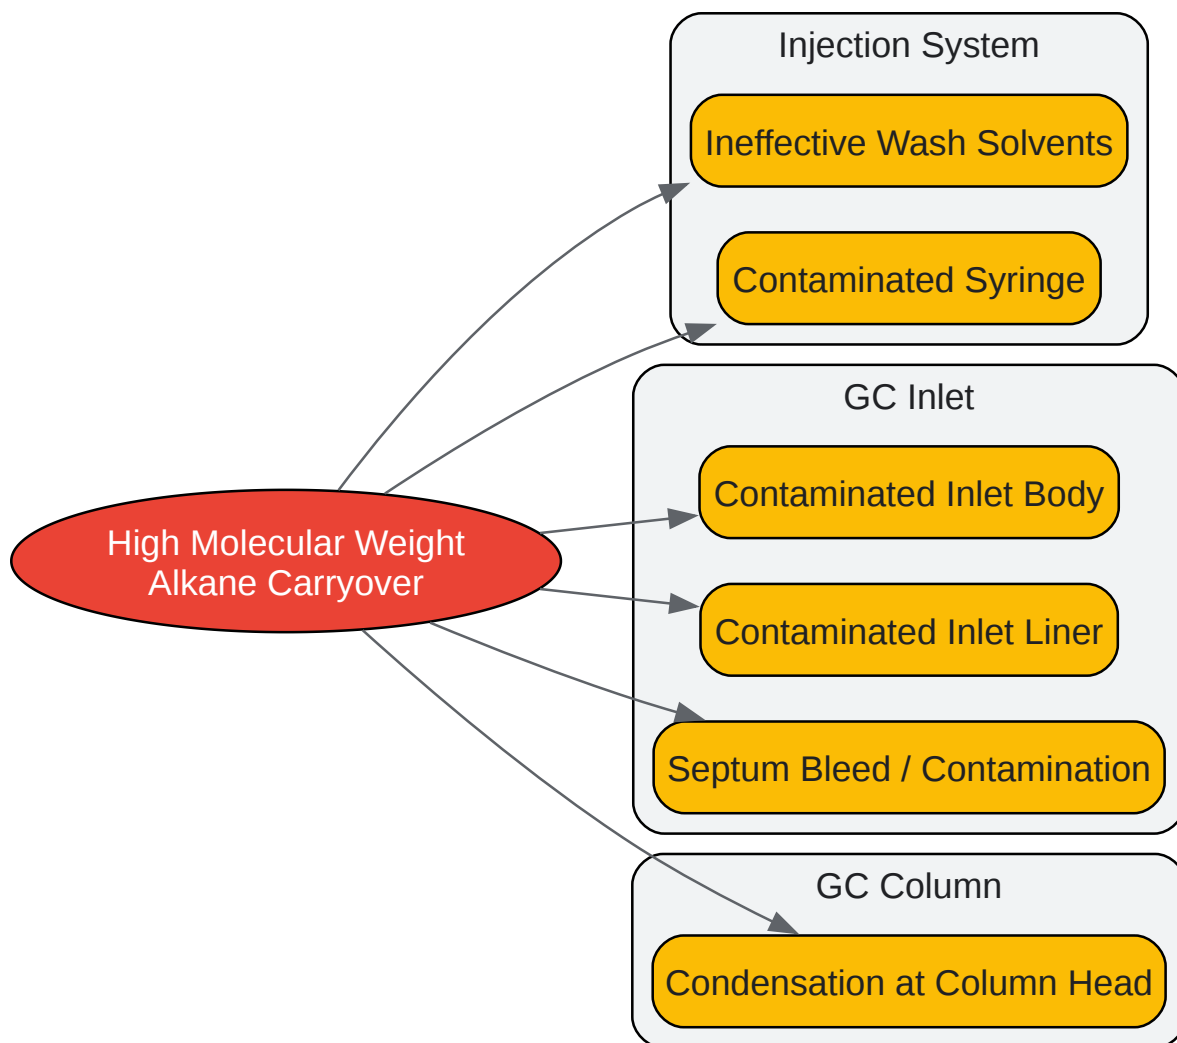 Injection System
Ineffective Wash Solvents
Contaminated Syringe
GC Inlet
Contaminated Inlet Body
High Molecular Weight
Alkane Carryover
Contaminated Inlet Liner
Septum Bleed / Contamination
GC Column
Condensation at Column Head